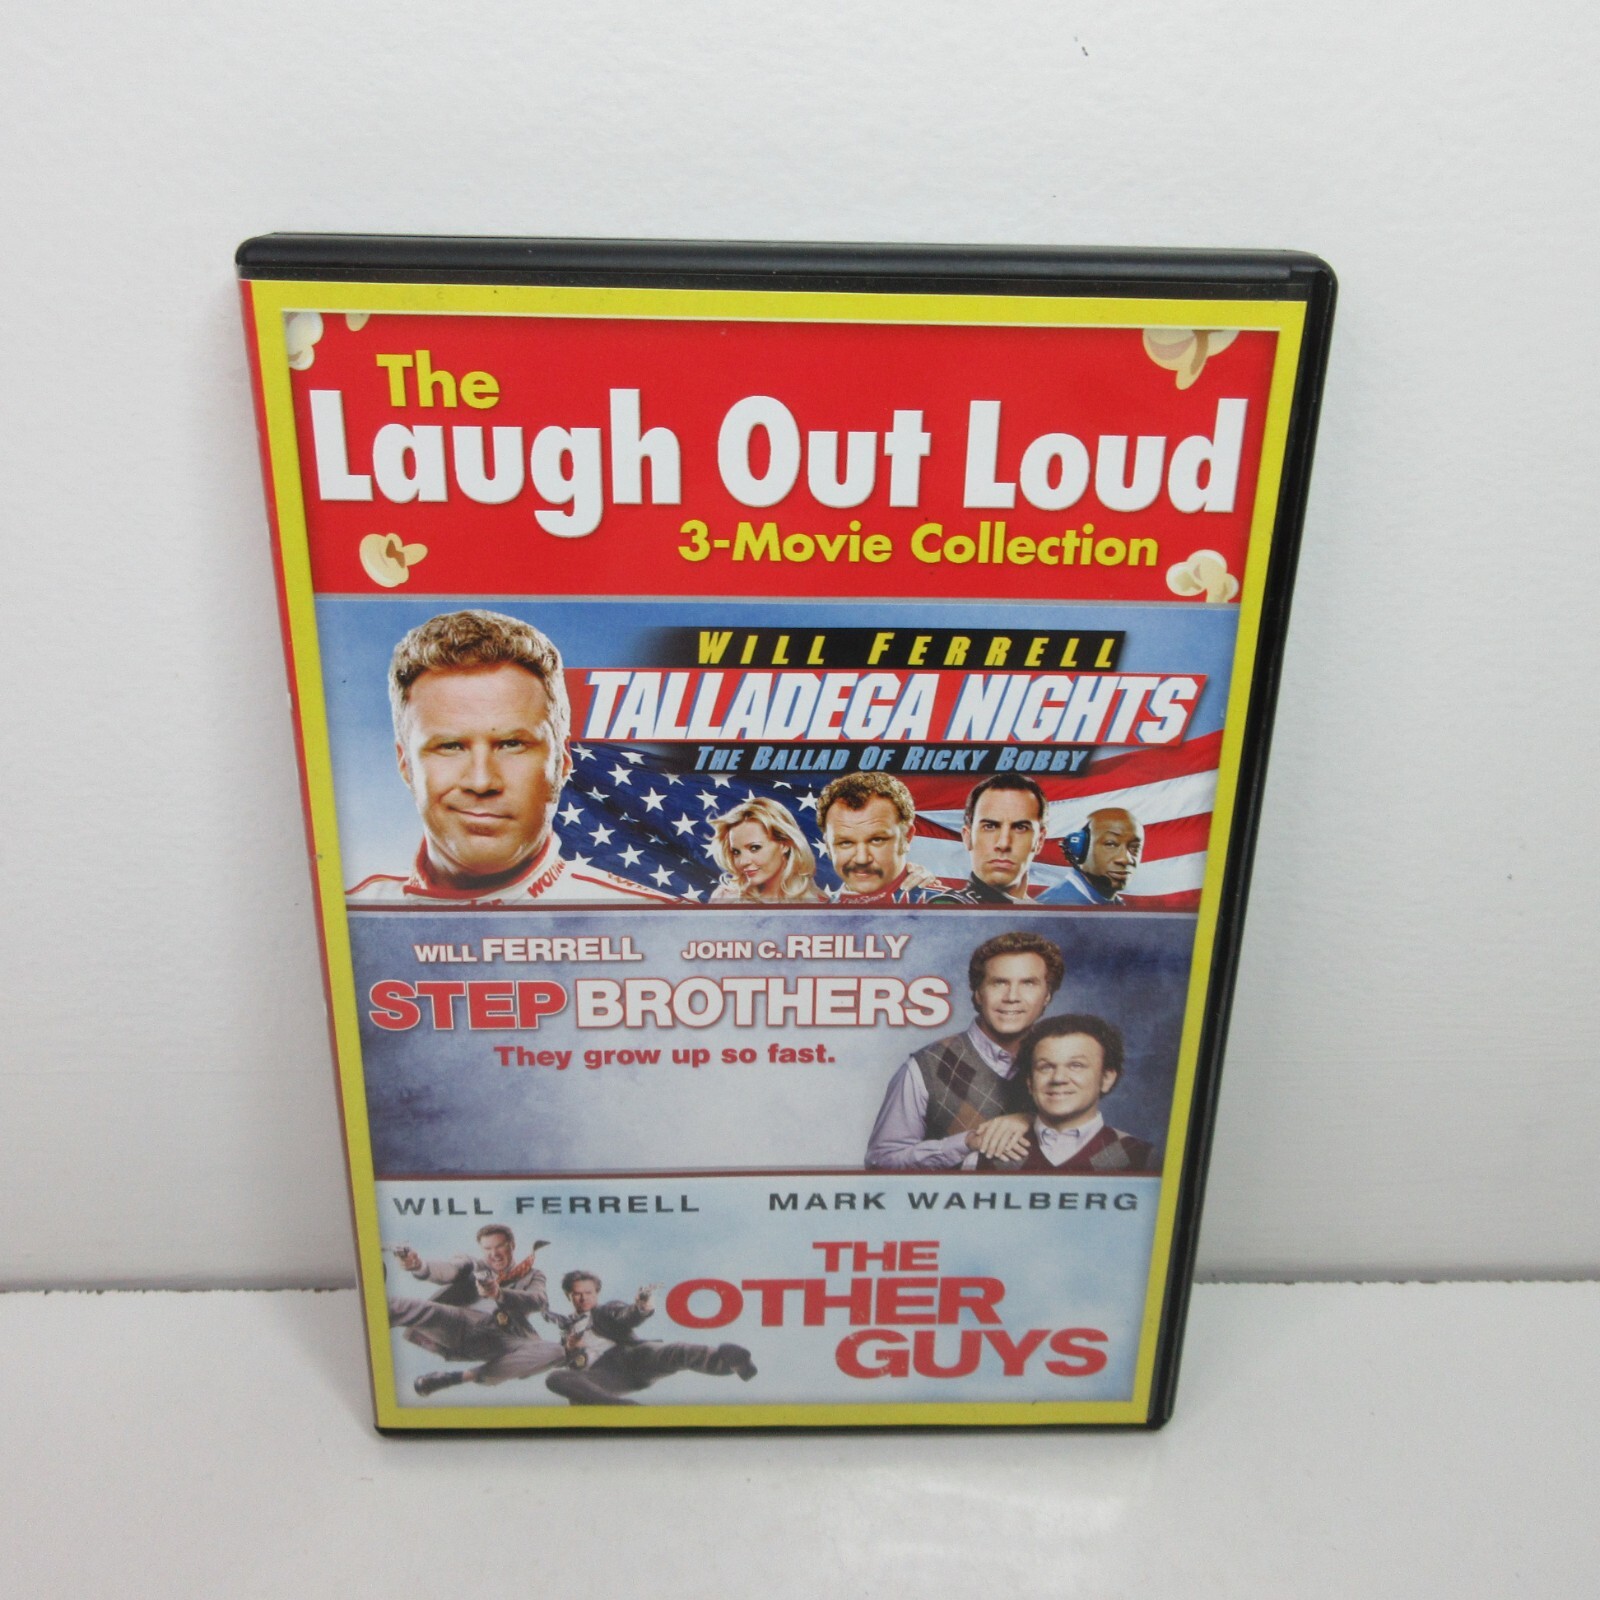 The
Laugh Out Loud
3-Movie Collection
WILL FERRELL
TALLADEGA NIGHTS
THE BALLAD OF RICKY BOBBY
WILL FERRELL JOHN C. REILLY
STEP BROTHERS
They grow up so fast.
WILL FERRELL MARK WAHLBERG
THE
OTHER
GUYS